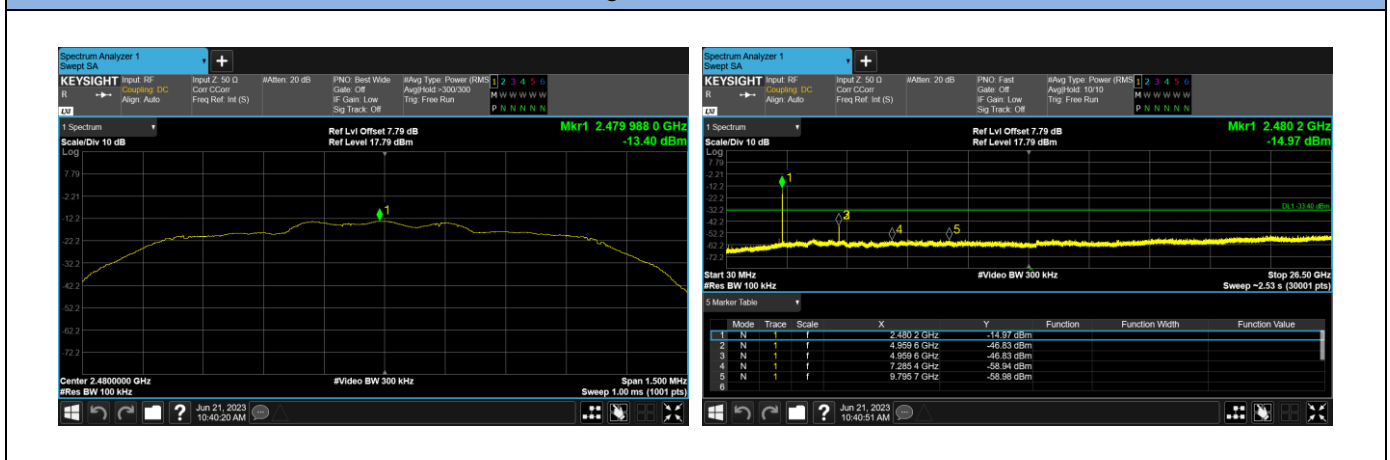 Spectrum Analyzer 1
Swept SA
KEYSIGHT
R
Input: RF
Coupling: DC
Align: Auto
Input Z: 50 Ω
Corr CCorr
Freq Ref: Int (S)
#Atten: 20 dB
PNO: Best Wide
Gate: Off
IF Gain: Low
Sig Track: Off
#Avg Type: Power (RMS
Avg|Hold >300/300
Trig: Free Run
1 2 3 4 5 6
M W W W W W
P N N N N N
1 Spectrum
Scale/Div 10 dB
Ref Lvl Offset 7.79 dB
Ref Level 17.79 dBm
Mkr1 2.479 988 0 GHz
-13.40 dBm
Log
7.79
-2.21
-12.2
-22.2
-32.2
-42.2
-52.2
-62.2
-72.2
1
Center 2.4800000 GHz
#Res BW 100 kHz
#Video BW 300 kHz
Span 1.500 MHz
Sweep 1.00 ms (1001 pts)
?
Jun 21, 2023
10:40:20 AM
Spectrum Analyzer 1
Swept SA
KEYSIGHT
R
Input: RF
Coupling: DC
Align: Auto
Input Z: 50 Ω
Corr CCorr
Freq Ref: Int (S)
#Atten: 20 dB
PNO: Fast
Gate: Off
IF Gain: Low
Sig Track: Off
#Avg Type: Power (RMS
Avg|Hold: 10/10
Trig: Free Run
1 2 3 4 5 6
M W W W W W
P N N N N N
1 Spectrum
Scale/Div 10 dB
Ref Lvl Offset 7.79 dB
Ref Level 17.79 dBm
Mkr1 2.480 2 GHz
-14.97 dBm
Log
7.79
-2.21
-12.2
-22.2
-32.2
-42.2
-52.2
-62.2
-72.2
1
3
4
5
DL1 -33.40 dBm
Start 30 MHz
#Res BW 100 kHz
#Video BW 300 kHz
Stop 26.50 GHz
Sweep ~2.53 s (30001 pts)
5 Marker Table
Mode Trace Scale X Y Function Function Width Function Value
1 N 1 f 2.480 2 GHz -14.97 dBm
2 N 1 f 4.959 6 GHz -46.83 dBm
3 N 1 f 4.959 6 GHz -46.83 dBm
4 N 1 f 7.285 4 GHz -58.94 dBm
5 N 1 f 9.795 7 GHz -58.98 dBm
6
?
Jun 21, 2023
10:40:51 AM